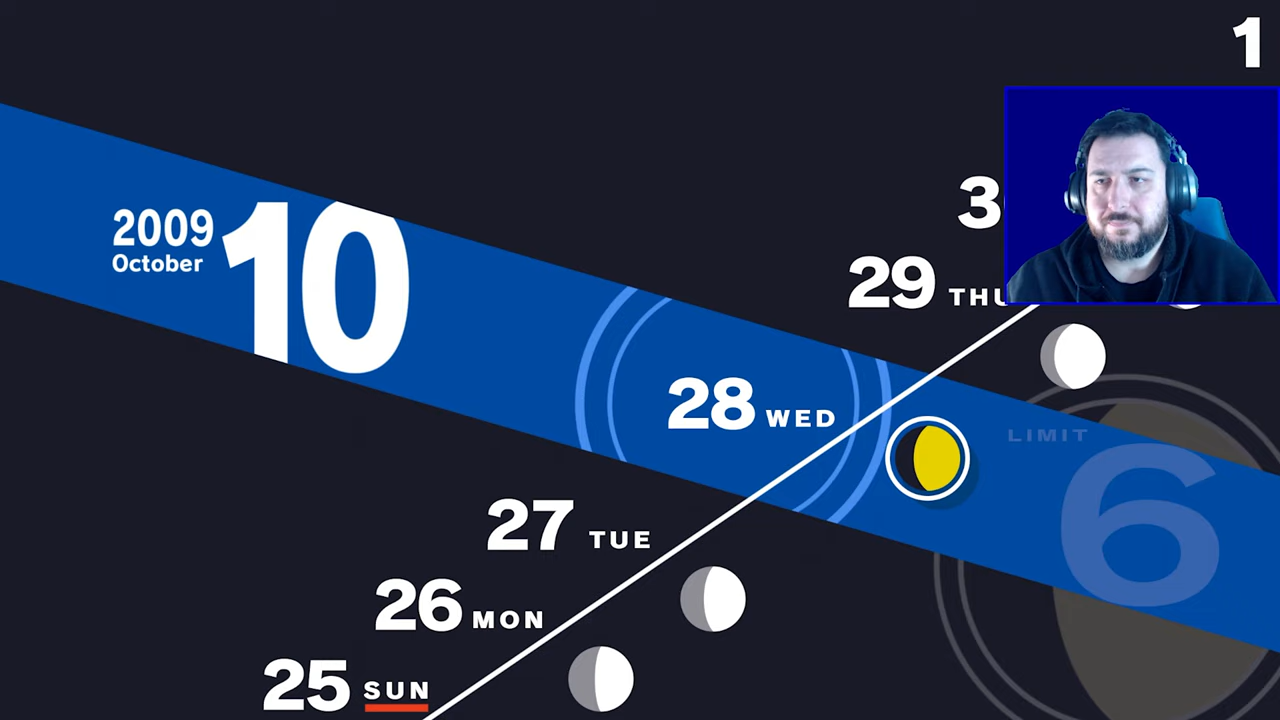 1
3
29 THU
2009
October
10
28 WED
LIMIT
6
27 TUE
26 MON
25 SUN